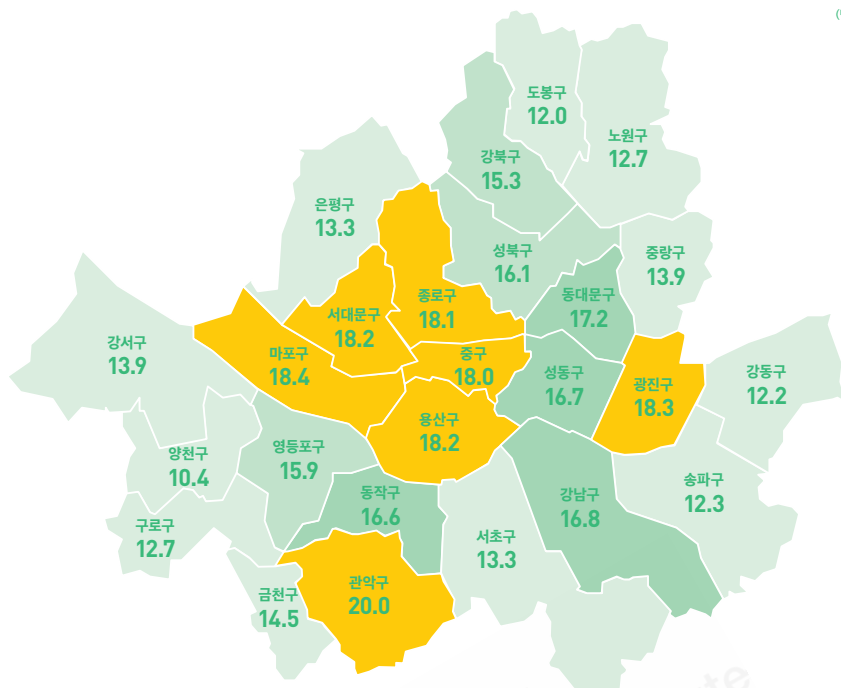 도봉구
12.0
노원구
12.7
강북구
15.3
은평구
13.3
성북구
16.1
중랑구
13.9
동대문구
17.2
종로구
18.1
서대문구
18.2
강서구
13.9
마포구
18.4
중구
18.0
성동구
16.7
광진구
18.3
강동구
12.2
용산구
18.2
양천구
10.4
영등포구
15.9
동작구
16.6
강남구
16.8
송파구
12.3
구로구
12.7
서초구
13.3
관악구
20.0
금천구
14.5